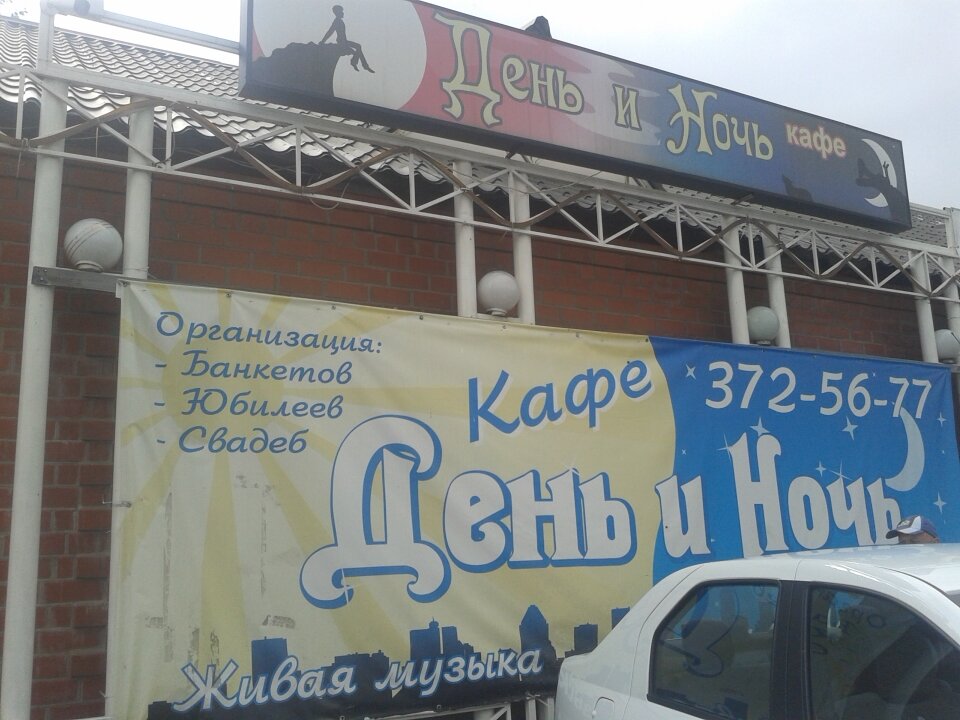 День и Ночь кафе
Организация:
- Банкетов
- Юбилеев
- Свадеб
Кафе
День и Ночь
372-56-77
Живая музыка